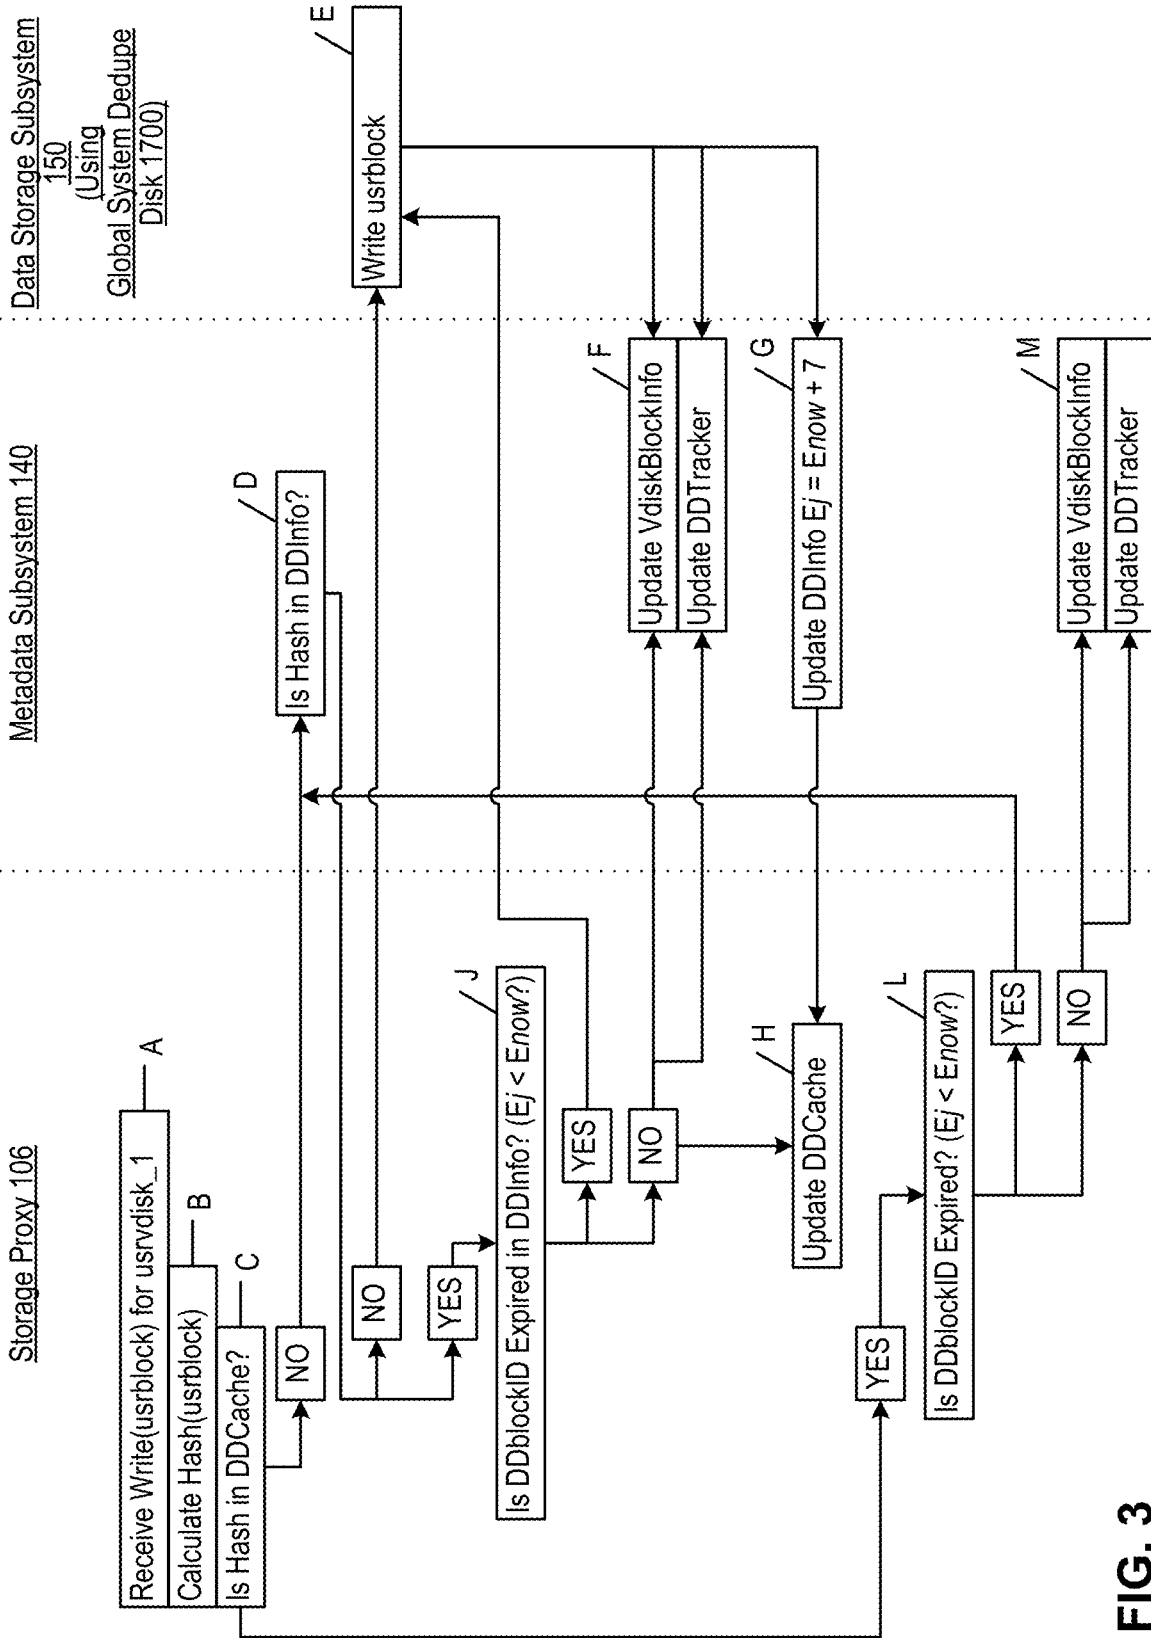 Storage Proxy 106
Metadata Subsystem 140
Data Storage Subsystem
150
(Using
Global System Dedupe
Disk 1700)
Receive Write(usrblock) for usrvdisk_1
A
Calculate Hash(usrblock)
B
Is Hash in DDCache?
C
NO
Is Hash in DDInfo?
D
NO
Write usrblock
E
YES
Is DDblockID Expired in DDInfo? (Ej < Enow?)
J
YES
NO
Update VdiskBlockInfo
F
Update DDTracker
Update DDInfo Ej = Enow + 7
G
Update DDCache
H
YES
Is DDblockID Expired? (Ej < Enow?)
L
YES
NO
Update VdiskBlockInfo
M
Update DDTracker
FIG. 3